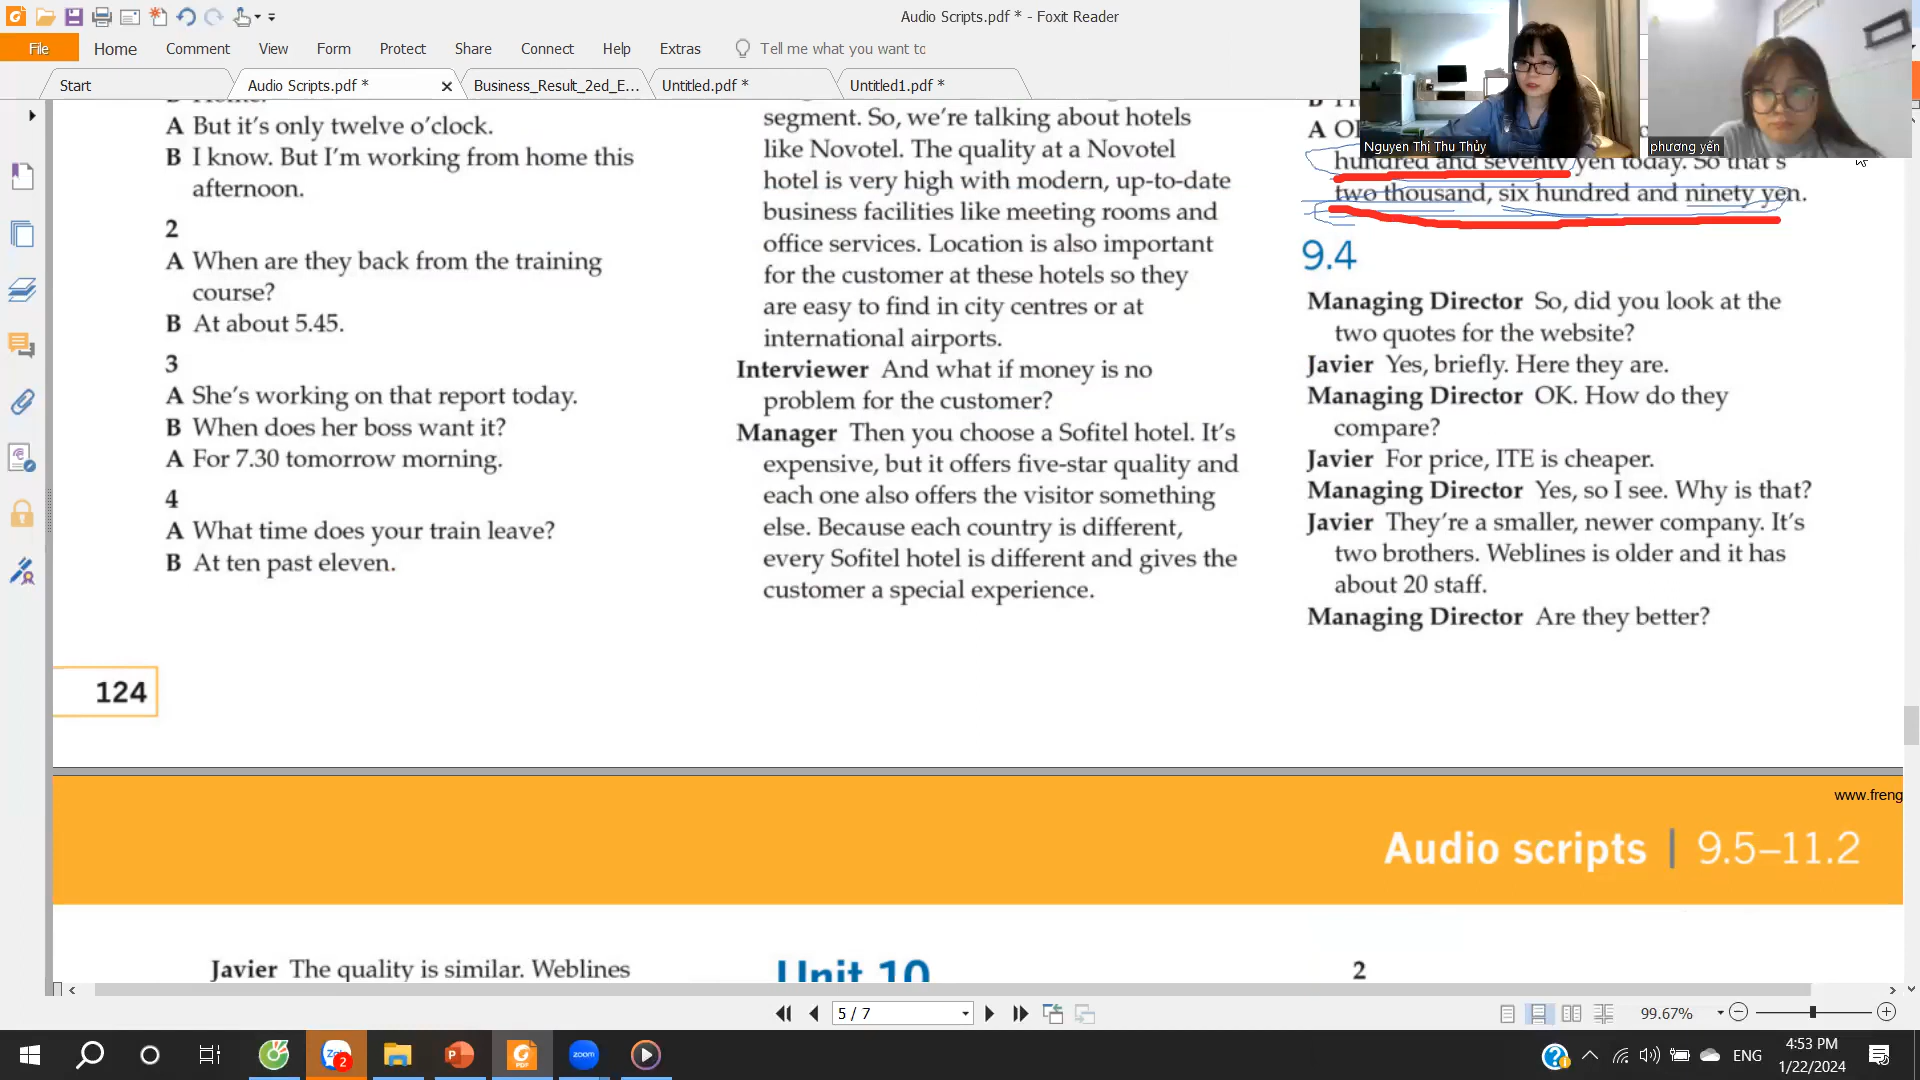 Audio Scripts.pdf * - Foxit Reader
File Home Comment View Form Protect Share Connect Help Extras Tell me what you want to
Start Audio Scripts.pdf * Business_Result_2ed_E... Untitled.pdf * Untitled1.pdf *
Nguyen Thị Thu Thủy
phương yến
A But it's only twelve o'clock.
B I know. But I'm working from home this
afternoon.
2
A When are they back from the training
course?
B At about 5.45.
3
A She's working on that report today.
B When does her boss want it?
A For 7.30 tomorrow morning.
4
A What time does your train leave?
B At ten past eleven.
124
segment. So, we're talking about hotels
like Novotel. The quality at a Novotel
hotel is very high with modern, up-to-date
business facilities like meeting rooms and
office services. Location is also important
for the customer at these hotels so they
are easy to find in city centres or at
international airports.
Interviewer And what if money is no
problem for the customer?
Manager Then you choose a Sofitel hotel. It's
expensive, but it offers five-star quality and
each one also offers the visitor something
else. Because each country is different,
every Sofitel hotel is different and gives the
customer a special experience.
A
hundred and seventy yen today. So that's
two thousand, six hundred and ninety yen.
9.4
Managing Director So, did you look at the
two quotes for the website?
Javier Yes, briefly. Here they are.
Managing Director OK. How do they
compare?
Javier For price, ITE is cheaper.
Managing Director Yes, so I see. Why is that?
Javier They're a smaller, newer company. It's
two brothers. Weblines is older and it has
about 20 staff.
Managing Director Are they better?
www.freng
Audio scripts | 9.5–11.2
Javier The quality is similar. Weblines
Unit 10
2
5 / 7
99.67%
2
zoom
ENG
4:53 PM
1/22/2024